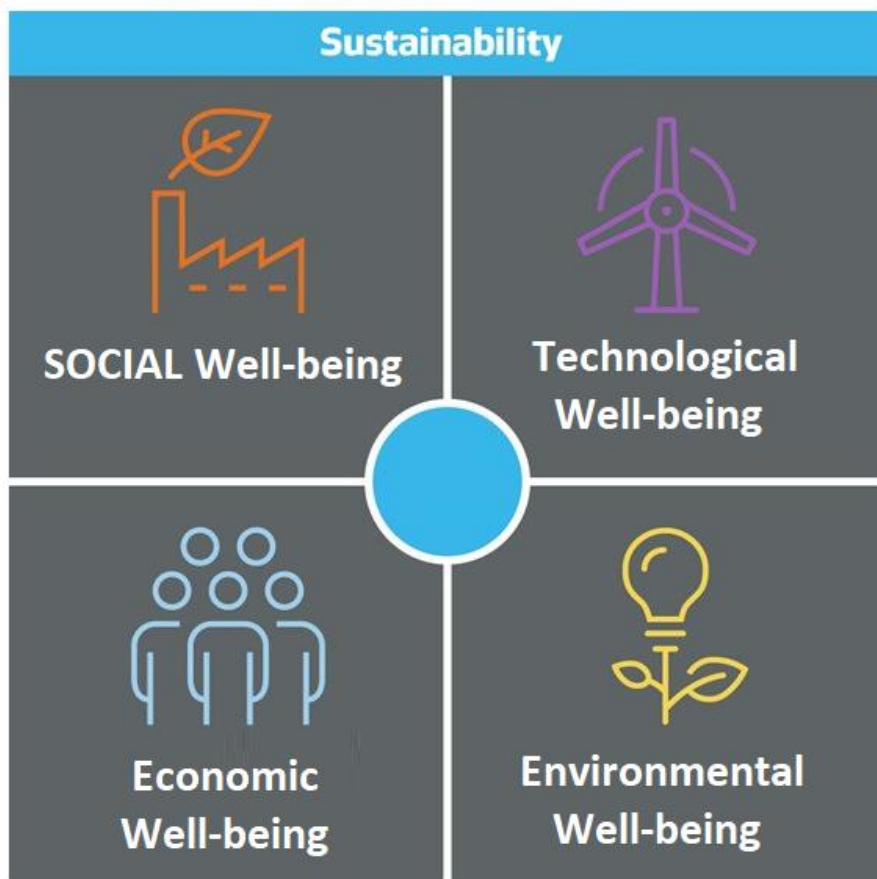 Sustainability
SOCIAL Well-being
Technological
Well-being
Economic
Well-being
Environmental
Well-being